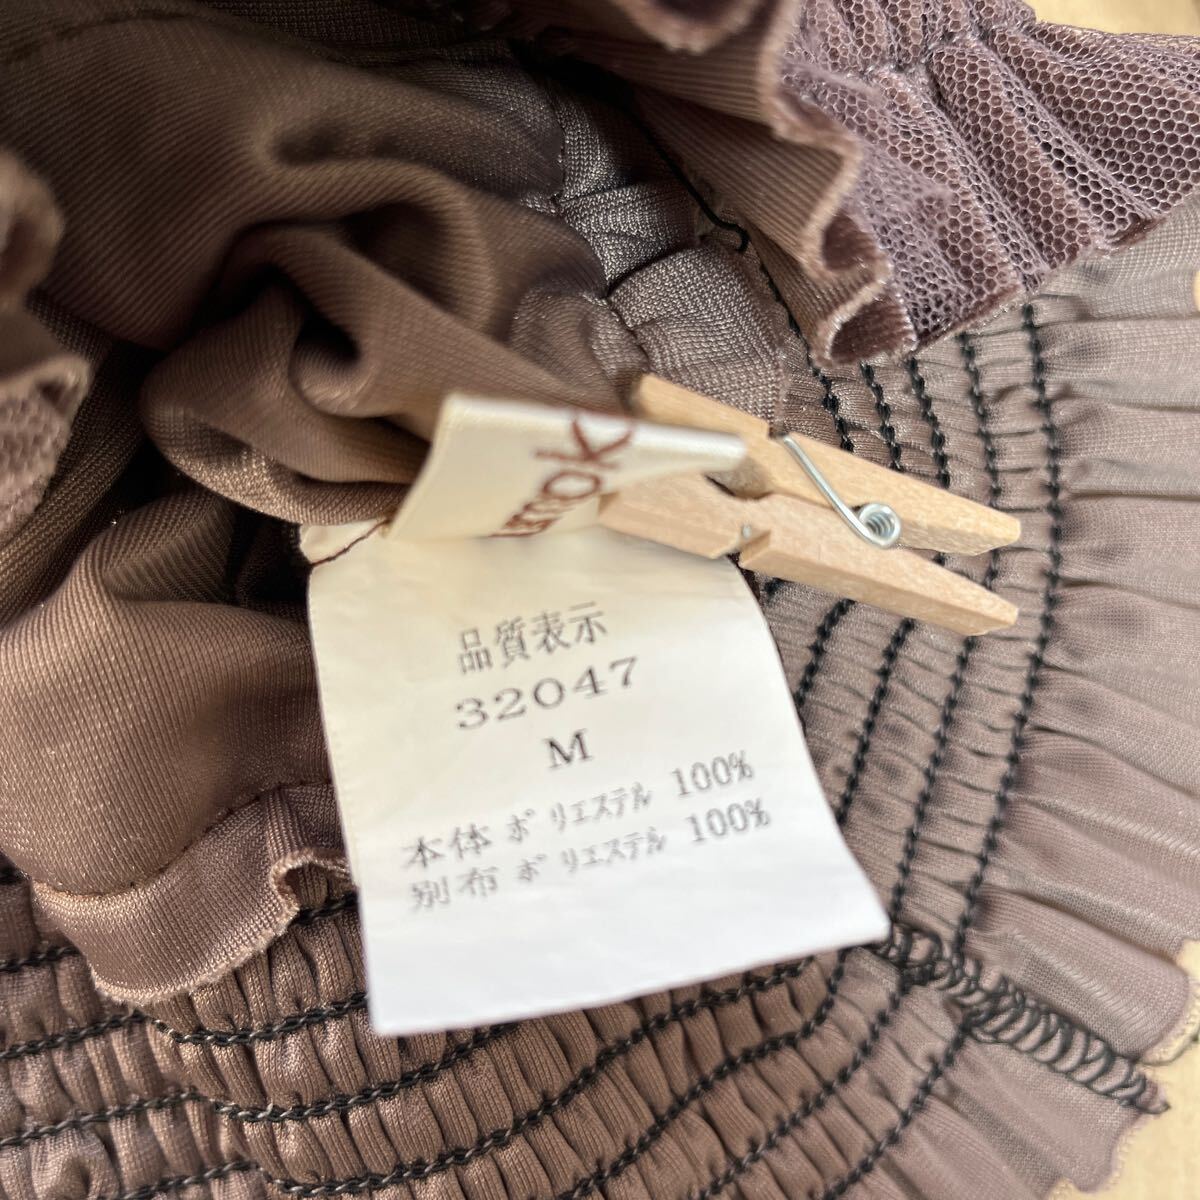 品質表示
32047
M
本体 ポリエステル 100%
別布 ポリエステル 100%